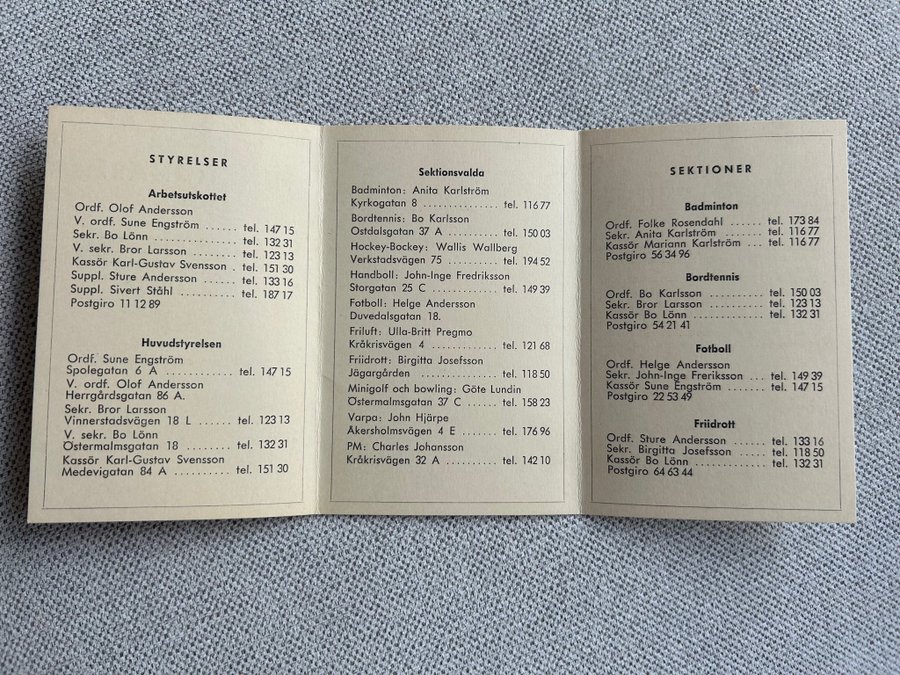 STYRELSER
Arbetsutskottet
Ordf. Olof Andersson
V. ordf. Sune Engström ...... tel. 147 15
Sekr. Bo Lönn ............. tel. 132 31
V. sekr. Bror Larsson ........ tel. 123 13
Kassör Karl-Gustav Svensson . tel. 151 30
Suppl. Sture Andersson ...... tel. 133 16
Suppl. Sivert Ståhl .......... tel. 187 17
Postgiro 11 12 89
Huvudstyrelsen
Ordf. Sune Engström
Spolegatan 6 A ............. tel. 147 15
V. ordf. Olof Andersson
Herrgårdsgatan 86 A.
Sekr. Bror Larsson
Vinnerstadsvägen 18 L ....... tel. 123 13
V. sekr. Bo Lönn
Östermalmsgatan 18 ........ tel. 132 31
Kassör Karl-Gustav Svensson
Medevigatan 84 A .......... tel. 151 30
Sektionsvalda
Badminton: Anita Karlström
Kyrkogatan 8 ............... tel. 116 77
Bordtennis: Bo Karlsson
Ostdalsgatan 37 A .......... tel. 150 03
Hockey-Bockey: Wallis Wallberg
Verkstadsvägen 75 .......... tel. 194 52
Handboll: John-Inge Fredriksson
Storgatan 25 C ............. tel. 149 39
Fotboll: Helge Andersson
Duvedalsgatan 18.
Friluft: Ulla-Britt Pregmo
Kråkrisvägen 4 ............. tel. 121 68
Friidrott: Birgitta Josefsson
Jägargården ............... tel. 118 50
Minigolf och bowling: Göte Lundin
Östermalmsgatan 37 C ...... tel. 158 23
Varpa: John Hjärpe
Åkersholmsvägen 4 E ....... tel. 176 96
PM: Charles Johansson
Kråkrisvägen 32 A .......... tel. 142 10
SEKTIONER
Badminton
Ordf. Folke Rosendahl ...... tel. 173 84
Sekr. Anita Karlström ....... tel. 116 77
Kassör Mariann Karlström ... tel. 116 77
Postgiro 56 34 96
Bordtennis
Ordf. Bo Karlsson .......... tel. 150 03
Sekr. Bror Larsson .......... tel. 123 13
Kassör Bo Lönn ............ tel. 132 31
Postgiro 54 21 41
Fotboll
Ordf. Helge Andersson
Sekr. John-Inge Freriksson ... tel. 149 39
Kassör Sune Engström ...... tel. 147 15
Postgiro 22 53 49
Friidrott
Ordf. Sture Andersson ...... tel. 133 16
Sekr. Birgitta Josefsson ...... tel. 118 50
Kassör Bo Lönn ............ tel. 132 31
Postgiro 64 63 44